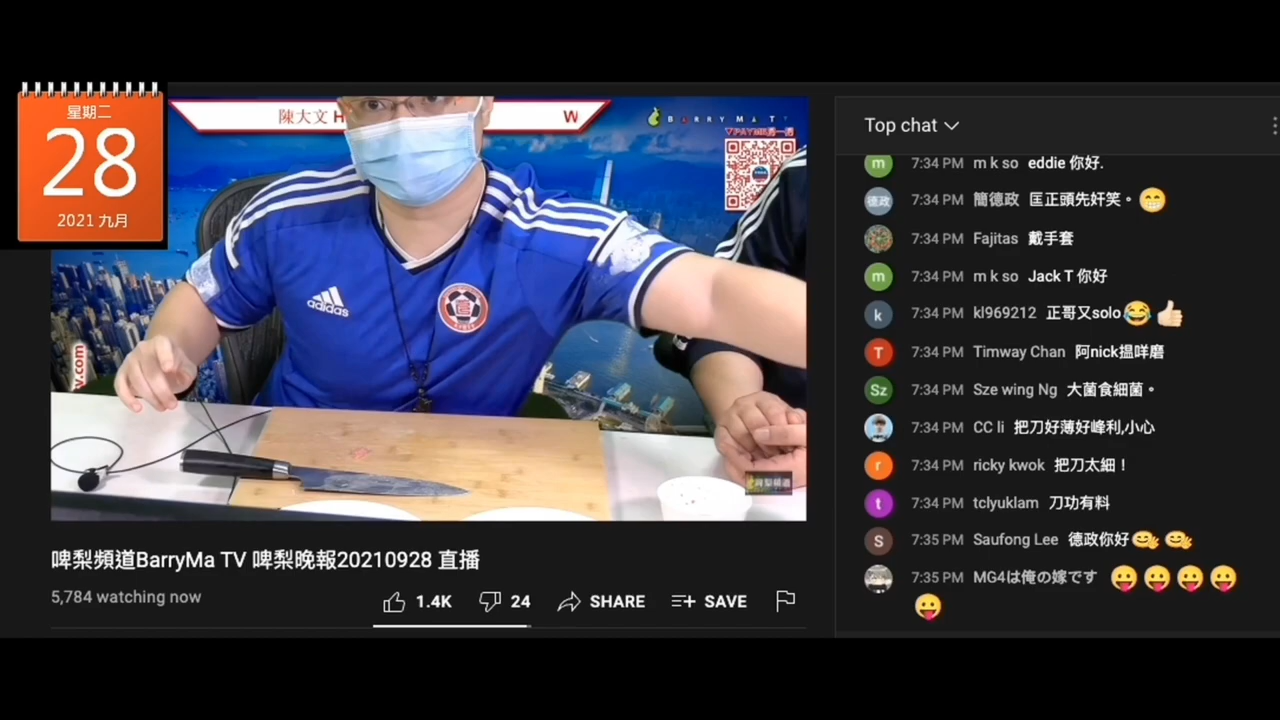 星期二
28
2021 九月
陳大文 H
W
BARRY MA T
adidas
v.com
啤梨頻道BarryMa TV 啤梨晚報20210928 直播
5,784 watching now
1.4K
24
SHARE
SAVE
Top chat
7:34 PM m k so eddie 你好.
7:34 PM 簡德政 匡正頭先奸笑。😁
7:34 PM Fajitas 戴手套
7:34 PM m k so Jack T 你好
7:34 PM kl969212 正哥又solo😂👍🏻
7:34 PM Timway Chan 阿nick揾咩磨
7:34 PM Sze wing Ng 大菌食細菌。
7:34 PM CC li 把刀好薄好峰利,小心
7:34 PM ricky kwok 把刀太細！
7:34 PM tclyuklam 刀功有料
7:35 PM Saufong Lee 德政你好🤗🤗
7:35 PM MG4は俺の嫁です 😛😛😛😛
😛